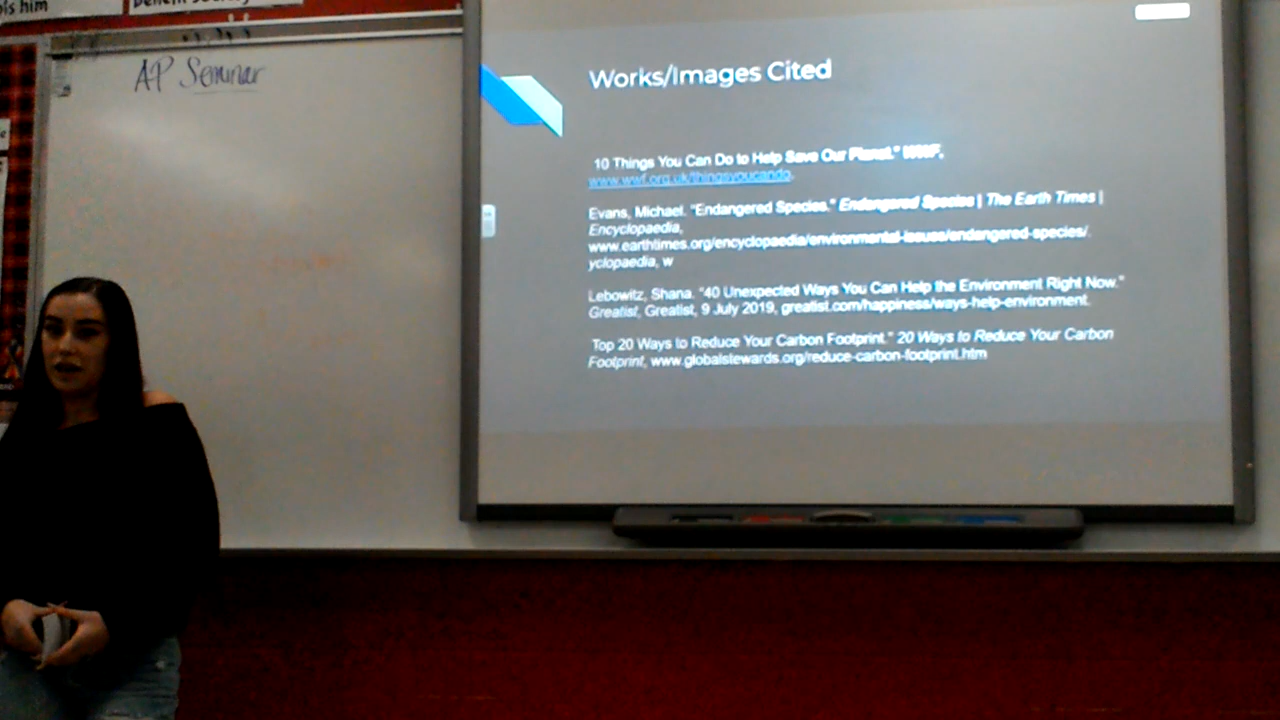 his him
benefit society
AP Seminar
Works/Images Cited
10 Things You Can Do to Help Save Our Planet." WWF,
www.wwf.org.uk/thingsyoucando.
Evans, Michael. "Endangered Species." Endangered Species | The Earth Times |
Encyclopaedia,
www.earthtimes.org/encyclopaedia/environmental-issues/endangered-species/.
yclopaedia, w
Lebowitz, Shana. "40 Unexpected Ways You Can Help the Environment Right Now."
Greatist, Greatist, 9 July 2019, greatist.com/happiness/ways-help-environment.
Top 20 Ways to Reduce Your Carbon Footprint." 20 Ways to Reduce Your Carbon
Footprint, www.globalstewards.org/reduce-carbon-footprint.htm